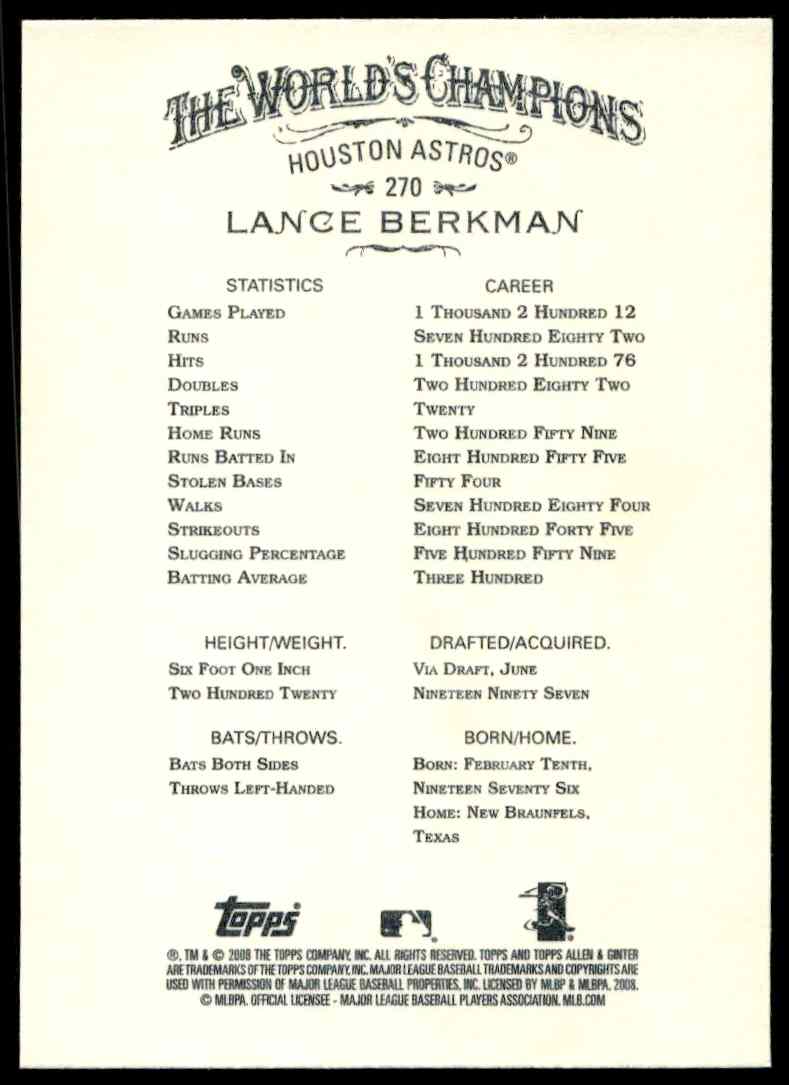 THE WORLD'S CHAMPIONS
HOUSTON ASTROS®
270
LANCE BERKMAN
STATISTICS
GAMES PLAYED
RUNS
HITS
DOUBLES
TRIPLES
HOME RUNS
RUNS BATTED IN
STOLEN BASES
WALKS
STRIKEOUTS
SLUGGING PERCENTAGE
BATTING AVERAGE
CAREER
1 THOUSAND 2 HUNDRED 12
SEVEN HUNDRED EIGHTY TWO
1 THOUSAND 2 HUNDRED 76
TWO HUNDRED EIGHTY TWO
TWENTY
TWO HUNDRED FIFTY NINE
EIGHT HUNDRED FIFTY FIVE
FIFTY FOUR
SEVEN HUNDRED EIGHTY FOUR
EIGHT HUNDRED FORTY FIVE
FIVE HUNDRED FIFTY NINE
THREE HUNDRED
HEIGHT/WEIGHT.
SIX FOOT ONE INCH
TWO HUNDRED TWENTY
DRAFTED/ACQUIRED.
VIA DRAFT, JUNE
NINETEEN NINETY SEVEN
BATS/THROWS.
BATS BOTH SIDES
THROWS LEFT-HANDED
BORN/HOME.
BORN: FEBRUARY TENTH,
NINETEEN SEVENTY SIX
HOME: NEW BRAUNFELS,
TEXAS
topps
®, TM & © 2008 THE TOPPS COMPANY, INC. ALL RIGHTS RESERVED. TOPPS AND TOPPS ALLEN & GINTER
ARE TRADEMARKS OF THE TOPPS COMPANY, INC. MAJOR LEAGUE BASEBALL TRADEMARKS AND COPYRIGHTS ARE
USED WITH PERMISSION OF MAJOR LEAGUE BASEBALL PROPERTIES, INC. LICENSED BY MLBP & MLBPA, 2008.
© MLBPA. OFFICIAL LICENSEE - MAJOR LEAGUE BASEBALL PLAYERS ASSOCIATION. MLB.COM